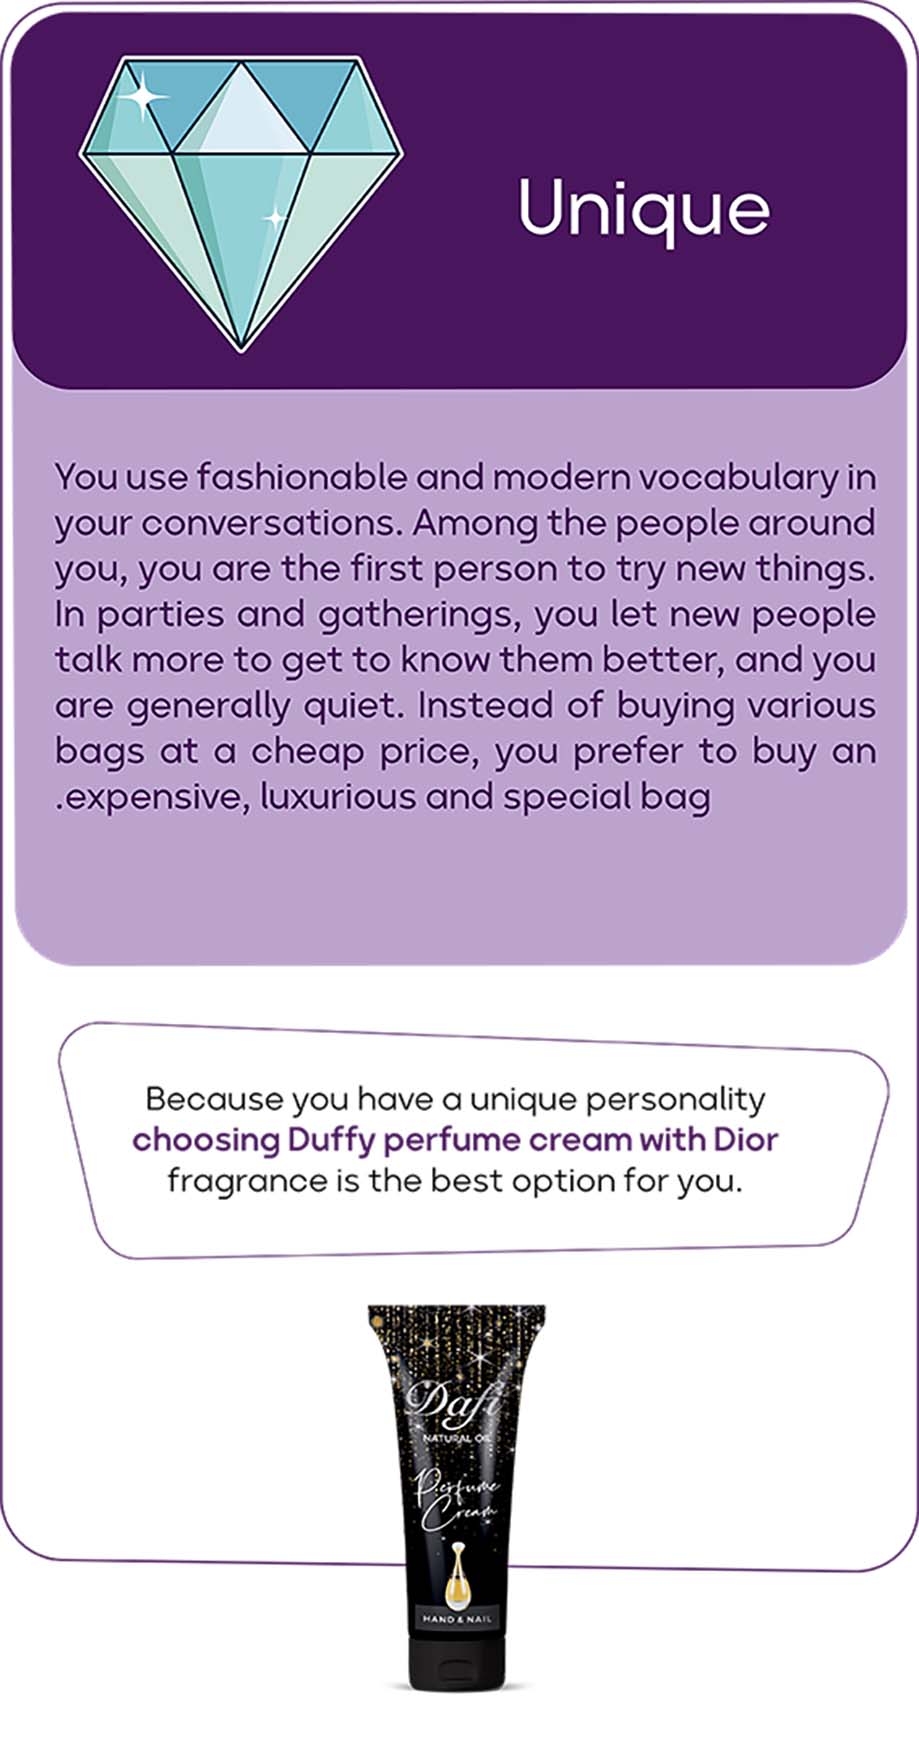 Unique
You use fashionable and modern vocabulary in
your conversations. Among the people around
you, you are the first person to try new things.
In parties and gatherings, you let new people
talk more to get to know them better, and you
are generally quiet. Instead of buying various
bags at a cheap price, you prefer to buy an
.expensive, luxurious and special bag
Because you have a unique personality
choosing Duffy perfume cream with Dior
fragrance is the best option for you.
Dafi
NATURAL OIL
Perfume
Cream
HAND & NAIL